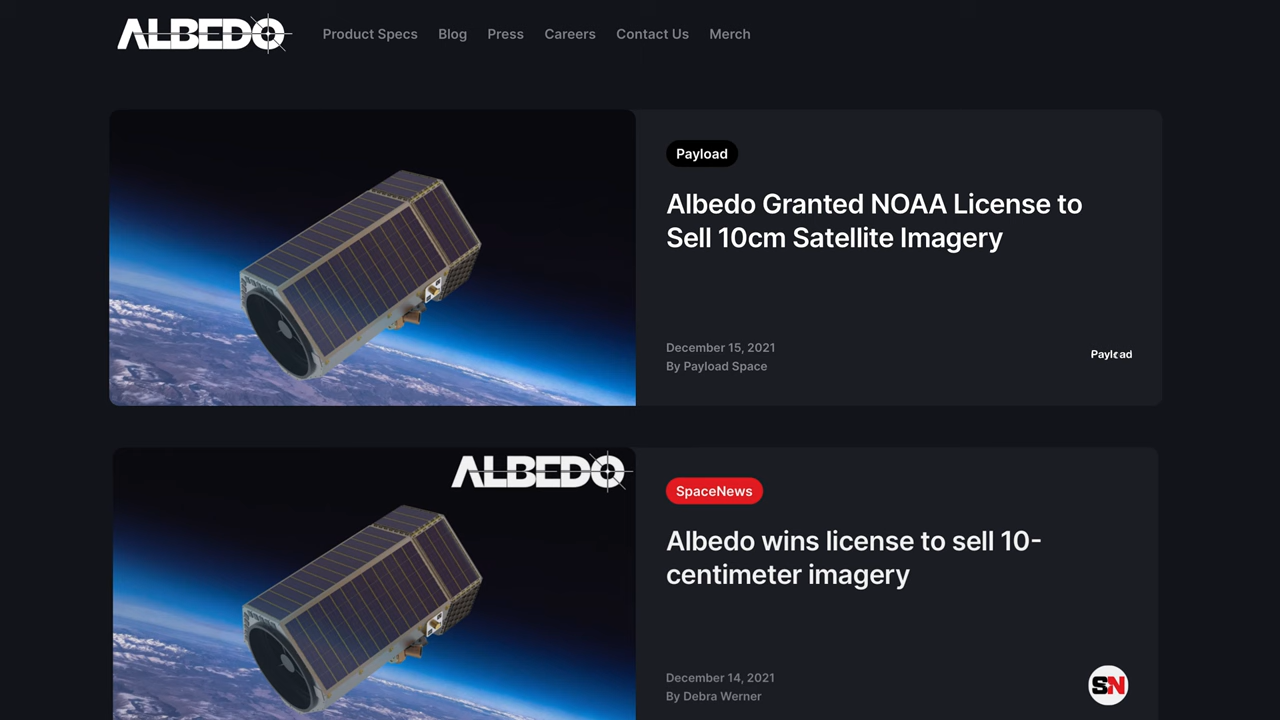 ALBEDO
Product Specs Blog Press Careers Contact Us Merch
Payload
Albedo Granted NOAA License to
Sell 10cm Satellite Imagery
December 15, 2021
By Payload Space
Payload
ALBEDO
SpaceNews
Albedo wins license to sell 10-
centimeter imagery
December 14, 2021
By Debra Werner
SN